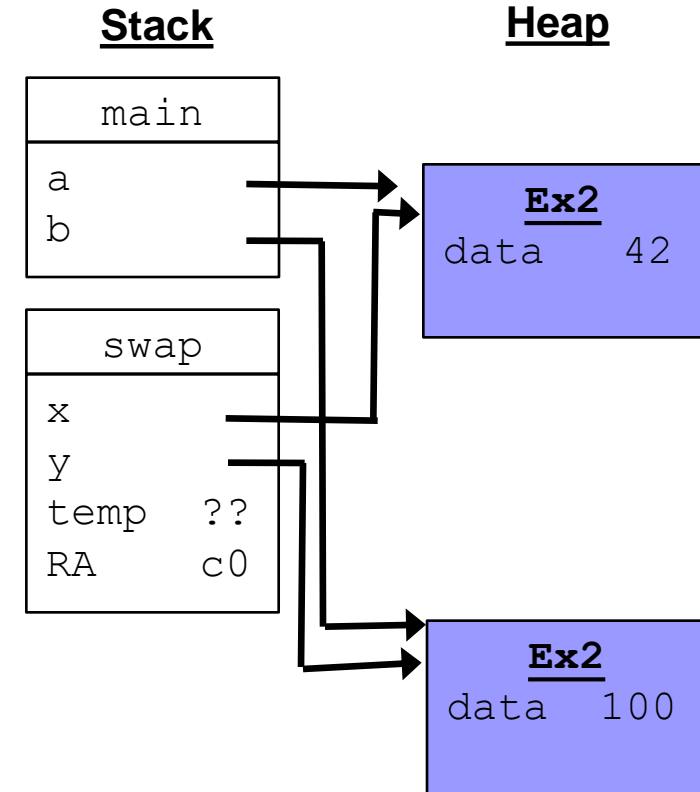 Stack
Heap
main
a
b
swap
x
y
temp ??
RA c0
Ex2
data 42
Ex2
data 100